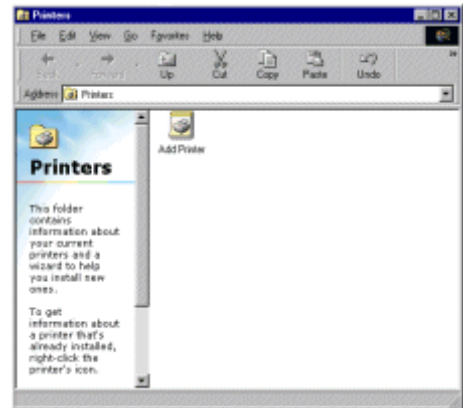 Printers
File Edit View Go Favorites Help
Back Forward Up Cut Copy Paste Undo
Address Printers
Printers
Add Printer
This folder
contains
information about
your current
printers and a
wizard to help
you install new
ones.
To get
information about
a printer that's
already installed,
right-click the
printer's icon.